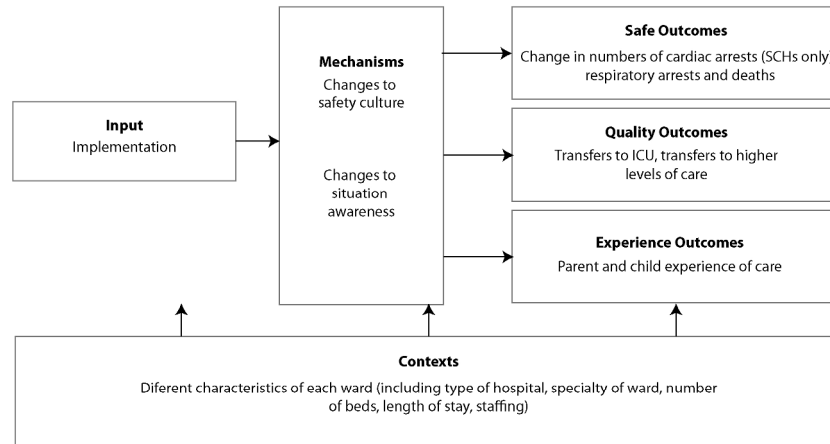 Input
Implementation
Mechanisms
Changes to
safety culture
Changes to
situation
awareness
Safe Outcomes
Change in numbers of cardiac arrests (SCHs only)
respiratory arrests and deaths
Quality Outcomes
Transfers to ICU, transfers to higher
levels of care
Experience Outcomes
Parent and child experience of care
Contexts
Diferent characteristics of each ward (including type of hospital, specialty of ward, number
of beds, length of stay, staffing)